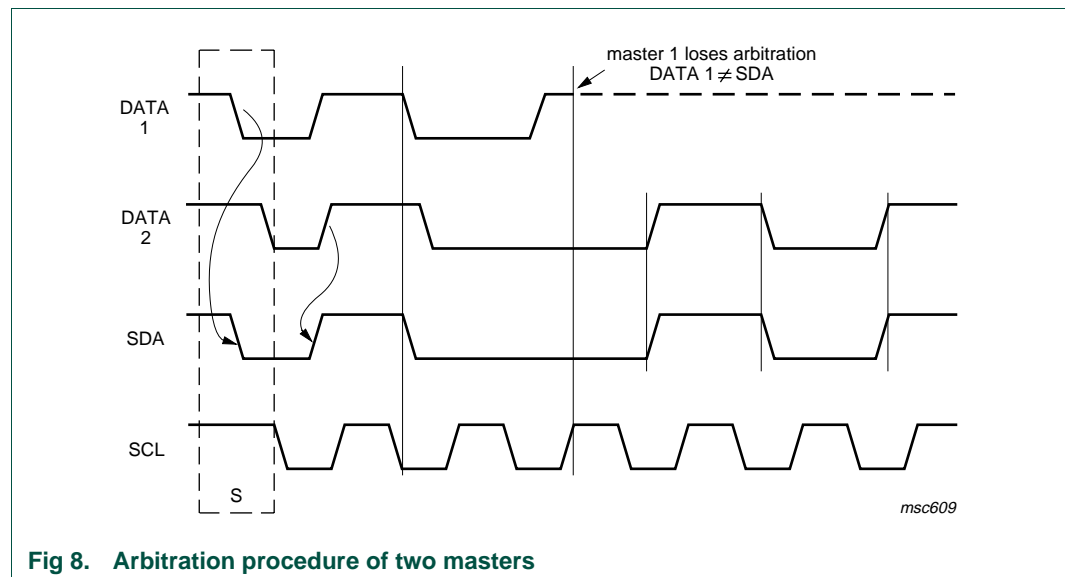 master 1 loses arbitration
DATA 1 ≠ SDA
DATA
1
DATA
2
SDA
SCL
S
msc609
Fig 8. Arbitration procedure of two masters